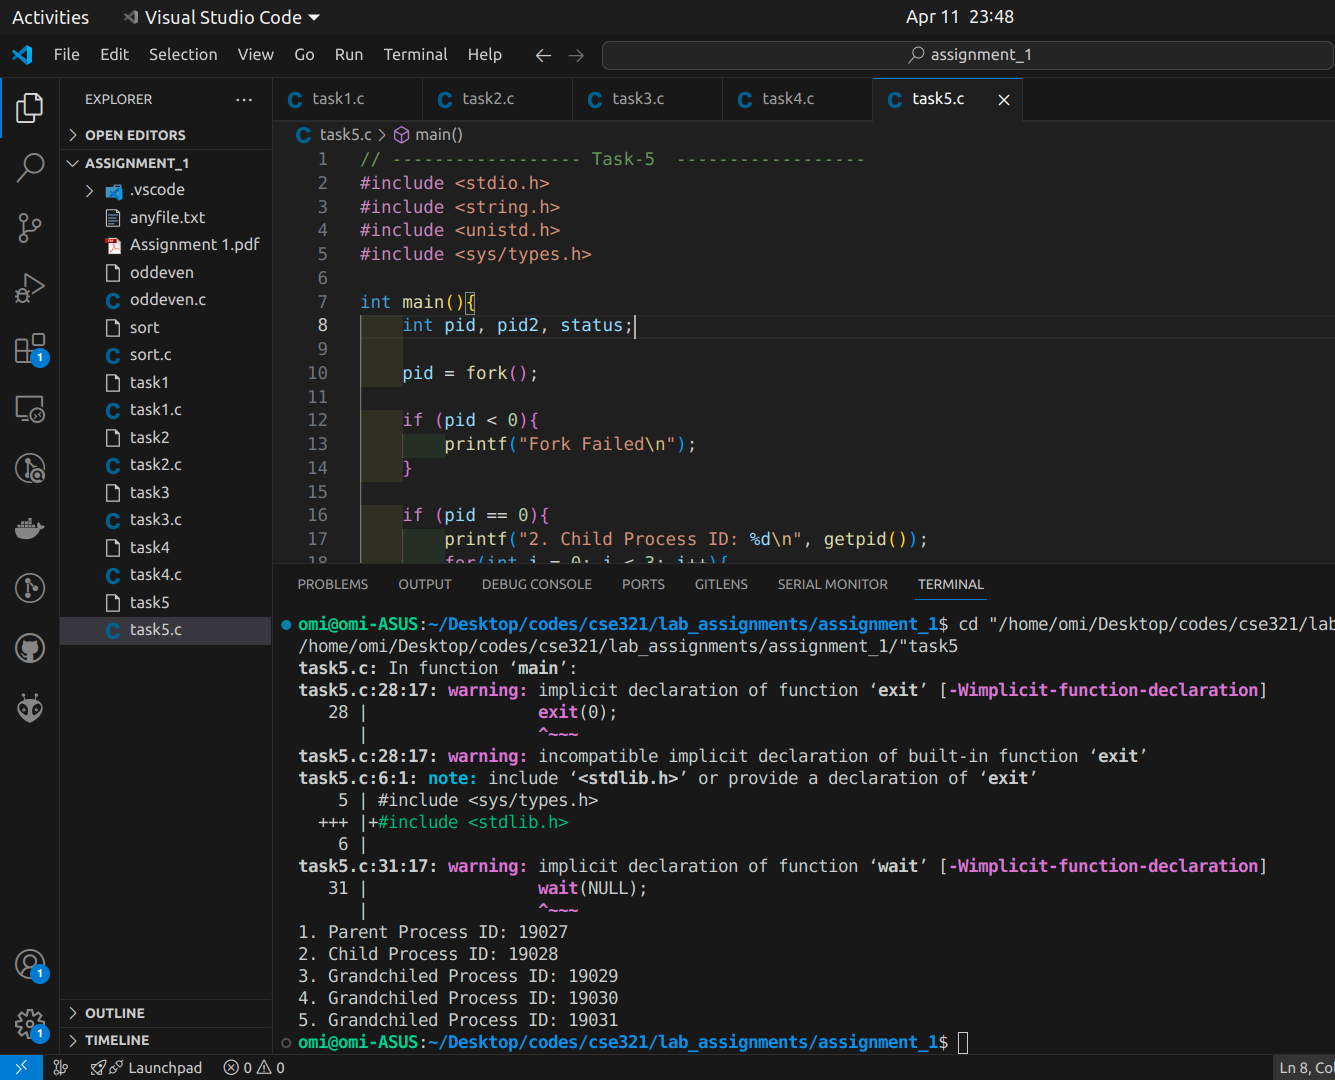 Activities Visual Studio Code Apr 11 23:48
File Edit Selection View Go Run Terminal Help assignment_1
EXPLORER ... task1.c task2.c task3.c task4.c task5.c
OPEN EDITORS
ASSIGNMENT_1
.vscode
anyfile.txt
Assignment 1.pdf
oddeven
oddeven.c
sort
sort.c
task1
task1.c
task2
task2.c
task3
task3.c
task4
task4.c
task5
task5.c
OUTLINE
TIMELINE
1
1
1
task5.c > main()
1 // ------------------ Task-5 ------------------
2 #include <stdio.h>
3 #include <string.h>
4 #include <unistd.h>
5 #include <sys/types.h>
6
7 int main(){
8 int pid, pid2, status;
9
10 pid = fork();
11
12 if (pid < 0){
13 printf("Fork Failed\n");
14 }
15
16 if (pid == 0){
17 printf("2. Child Process ID: %d\n", getpid());
18 for(int i = 0; i < 3; i++){
PROBLEMS OUTPUT DEBUG CONSOLE PORTS GITLENS SERIAL MONITOR TERMINAL
omi@omi-ASUS:~/Desktop/codes/cse321/lab_assignments/assignment_1$ cd "/home/omi/Desktop/codes/cse321/lab
/home/omi/Desktop/codes/cse321/lab_assignments/assignment_1/"task5
task5.c: In function ‘main’:
task5.c:28:17: warning: implicit declaration of function ‘exit’ [-Wimplicit-function-declaration]
28 | exit(0);
| ^~~~
task5.c:28:17: warning: incompatible implicit declaration of built-in function ‘exit’
task5.c:6:1: note: include ‘<stdlib.h>’ or provide a declaration of ‘exit’
5 | #include <sys/types.h>
+++ |+#include <stdlib.h>
6 |
task5.c:31:17: warning: implicit declaration of function ‘wait’ [-Wimplicit-function-declaration]
31 | wait(NULL);
| ^~~~
1. Parent Process ID: 19027
2. Child Process ID: 19028
3. Grandchiled Process ID: 19029
4. Grandchiled Process ID: 19030
5. Grandchiled Process ID: 19031
omi@omi-ASUS:~/Desktop/codes/cse321/lab_assignments/assignment_1$
Launchpad 0 0 Ln 8, Co